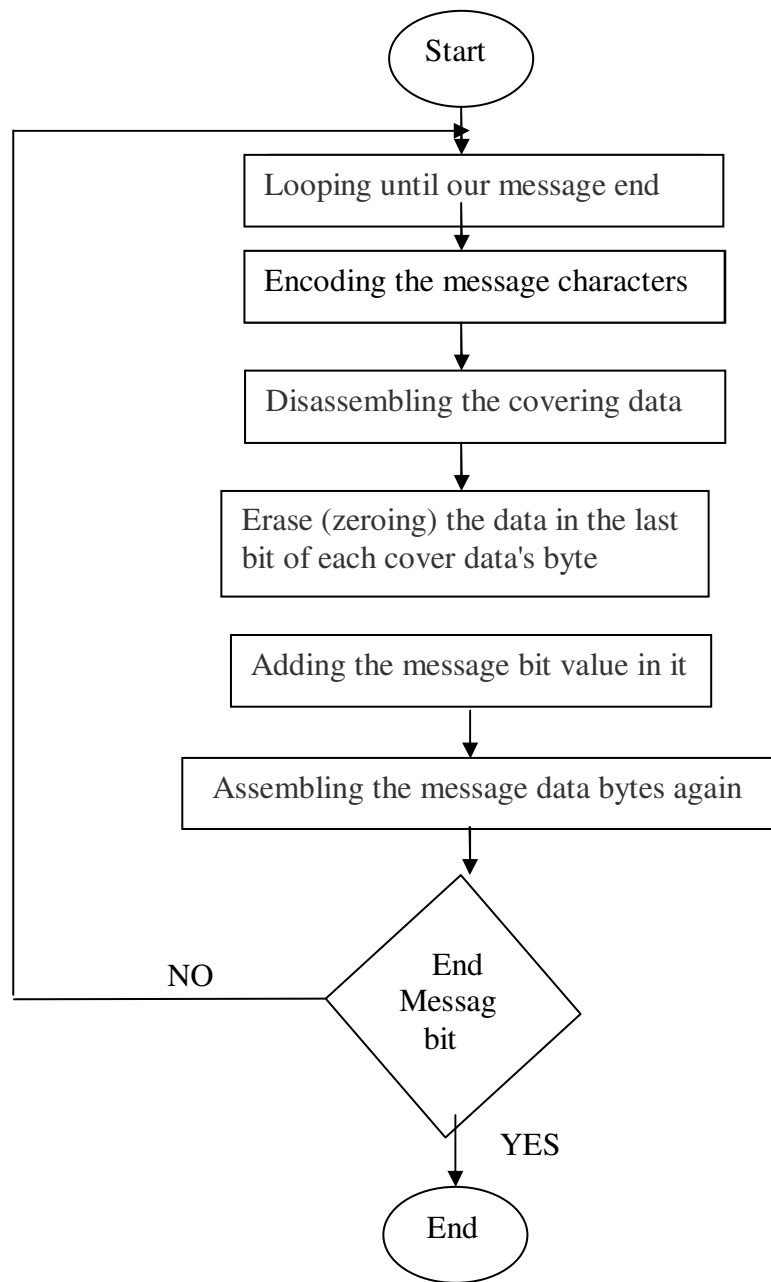 Start
Looping until our message end
Encoding the message characters
Disassembling the covering data
Erase (zeroing) the data in the last
bit of each cover data's byte
Adding the message bit value in it
Assembling the message data bytes again
End
Messag
bit
NO
YES
End